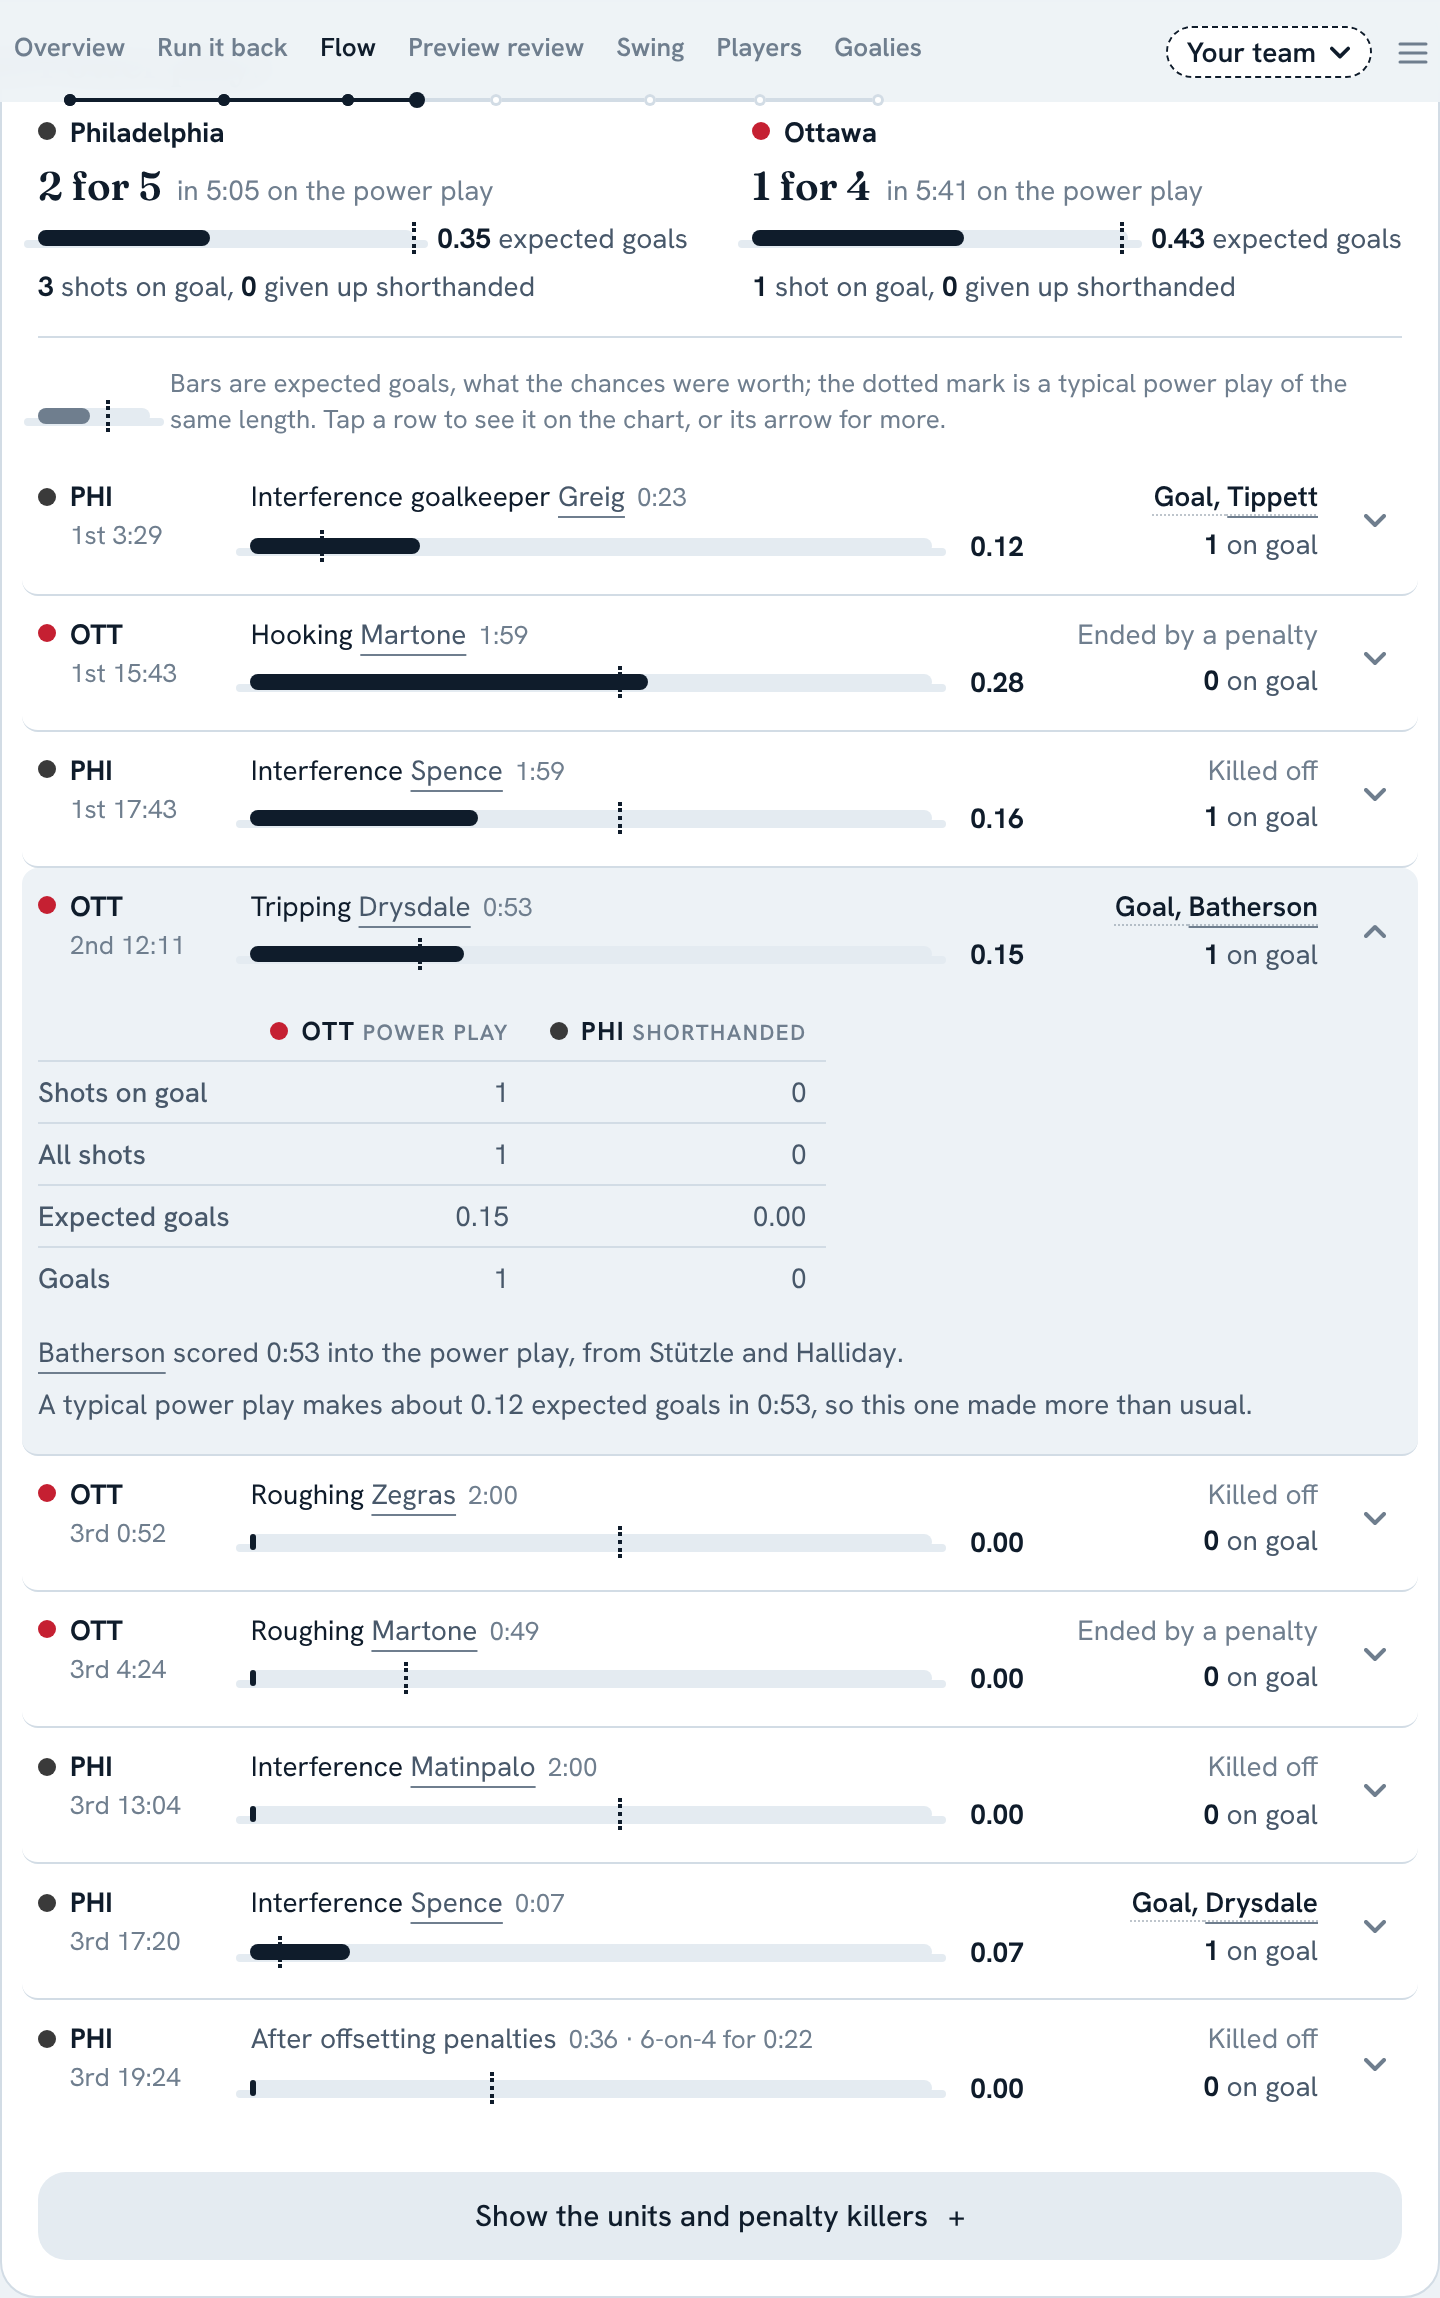 Overview Run it back Flow Preview review Swing Players Goalies Your team
Philadelphia
2 for 5 in 5:05 on the power play
0.35 expected goals
3 shots on goal, 0 given up shorthanded
Ottawa
1 for 4 in 5:41 on the power play
0.43 expected goals
1 shot on goal, 0 given up shorthanded
Bars are expected goals, what the chances were worth; the dotted mark is a typical power play of the
same length. Tap a row to see it on the chart, or its arrow for more.
PHI Interference goalkeeper Greig 0:23 Goal, Tippett
1st 3:29 0.12 1 on goal
OTT Hooking Martone 1:59 Ended by a penalty
1st 15:43 0.28 0 on goal
PHI Interference Spence 1:59 Killed off
1st 17:43 0.16 1 on goal
OTT Tripping Drysdale 0:53 Goal, Batherson
2nd 12:11 0.15 1 on goal
OTT POWER PLAY PHI SHORTHANDED
Shots on goal 1 0
All shots 1 0
Expected goals 0.15 0.00
Goals 1 0
Batherson scored 0:53 into the power play, from Stützle and Halliday.
A typical power play makes about 0.12 expected goals in 0:53, so this one made more than usual.
OTT Roughing Zegras 2:00 Killed off
3rd 0:52 0.00 0 on goal
OTT Roughing Martone 0:49 Ended by a penalty
3rd 4:24 0.00 0 on goal
PHI Interference Matinpalo 2:00 Killed off
3rd 13:04 0.00 0 on goal
PHI Interference Spence 0:07 Goal, Drysdale
3rd 17:20 0.07 1 on goal
PHI After offsetting penalties 0:36 · 6-on-4 for 0:22 Killed off
3rd 19:24 0.00 0 on goal
Show the units and penalty killers +